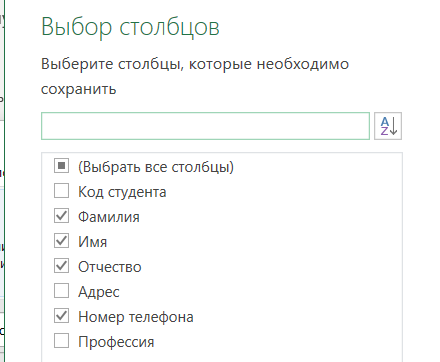 Выбор столбцов
Выберите столбцы, которые необходимо
сохранить
AZ
(Выбрать все столбцы)
Код студента
Фамилия
Имя
Отчество
Адрес
Номер телефона
Профессия